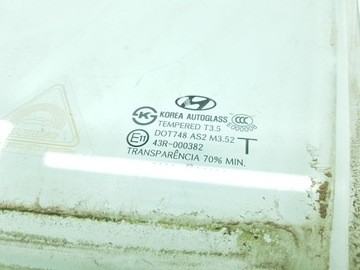 KOREA AUTOGLASS
TEMPERED T3.5
DOT748 AS2 M3.52 T
E11 43R-000382
TRANSPARÊNCIA 70% MIN.